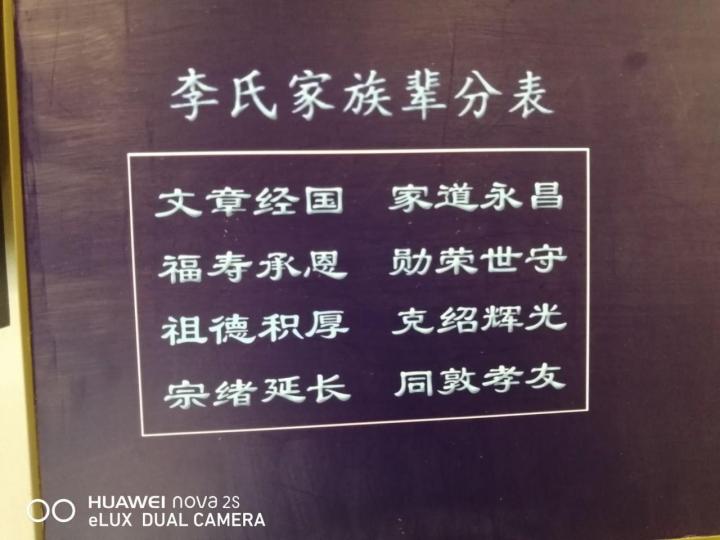 李氏家族辈分表
文章经国 家道永昌
福寿承恩 勋荣世守
祖德积厚 克绍辉光
宗绪延长 同敦孝友
HUAWEI nova 2S
eLUX DUAL CAMERA